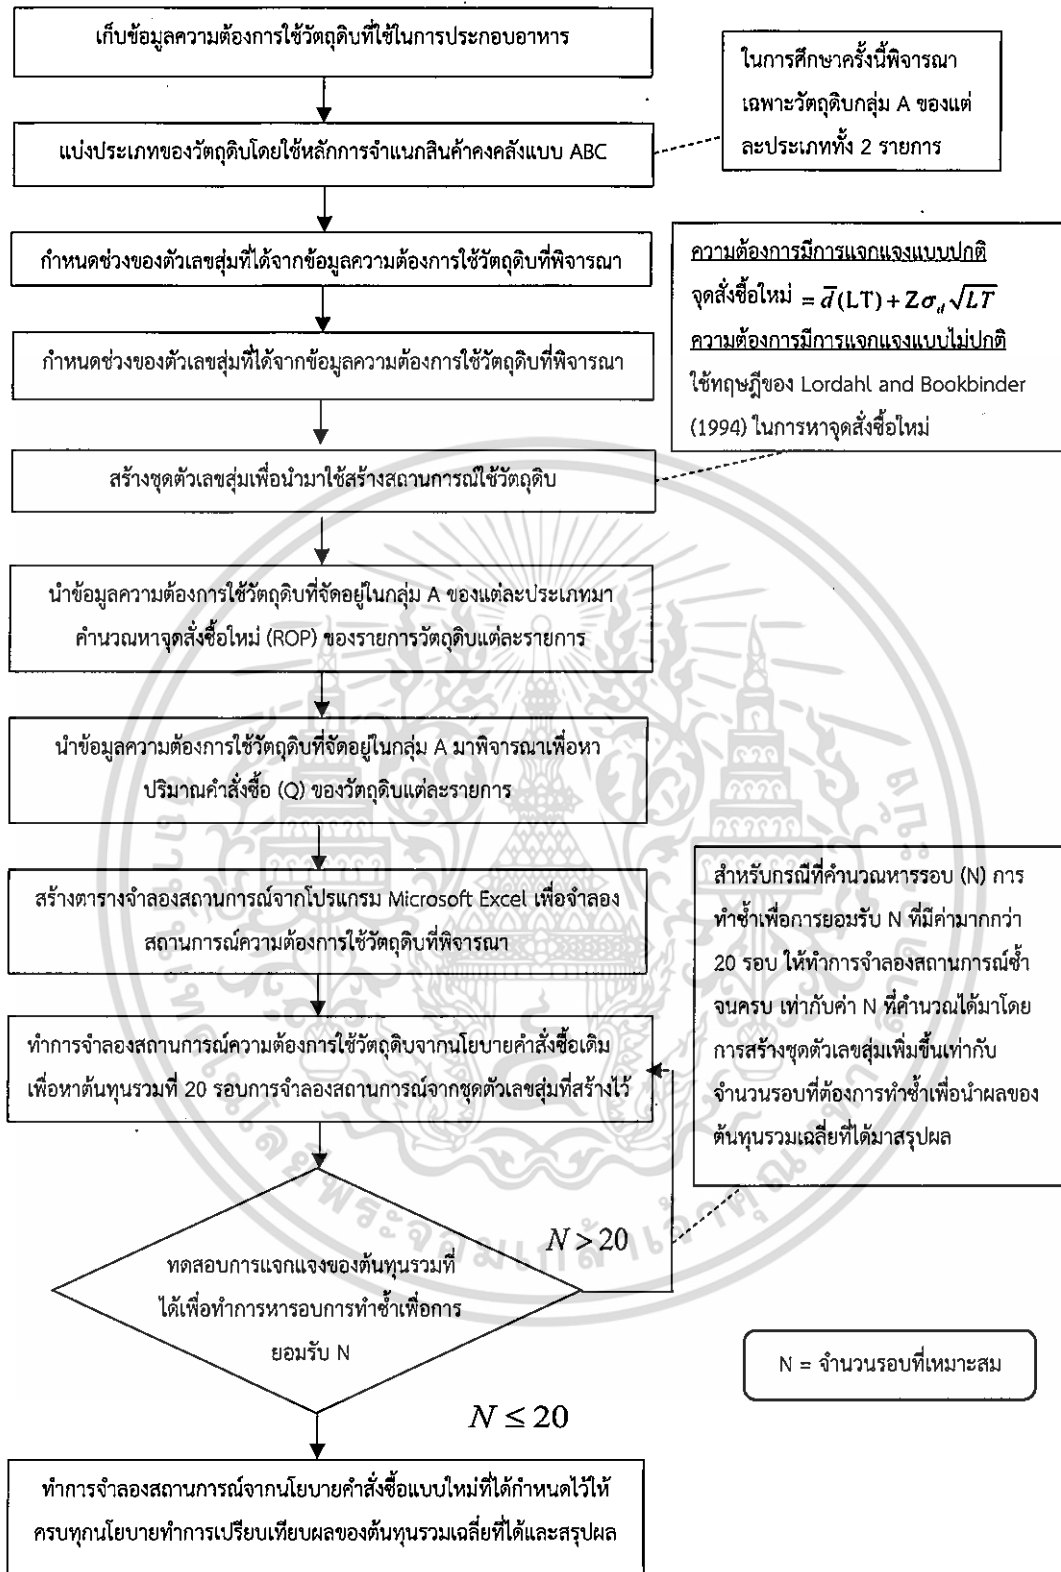 เก็บข้อมูลความต้องการใช้วัตถุดิบที่ใช้ในการประกอบอาหาร
ในการศึกษาครั้งนี้พิจารณา
เฉพาะวัตถุดิบกลุ่ม A ของแต่
ละประเภททั้ง 2 รายการ
แบ่งประเภทของวัตถุดิบโดยใช้หลักการจำแนกสินค้าคงคลังแบบ ABC
กำหนดช่วงของตัวเลขสุ่มที่ได้จากข้อมูลความต้องการใช้วัตถุดิบที่พิจารณา
ความต้องการมีการแจกแจงแบบปกติ
จุดสั่งซื้อใหม่ = d̄(LT) + Zσ_d√LT
ความต้องการมีการแจกแจงแบบไม่ปกติ
ใช้ทฤษฎีของ Lordahl and Bookbinder
(1994) ในการหาจุดสั่งซื้อใหม่
กำหนดช่วงของตัวเลขสุ่มที่ได้จากข้อมูลความต้องการใช้วัตถุดิบที่พิจารณา
สร้างชุดตัวเลขสุ่มเพื่อนำมาใช้สร้างสถานการณ์ใช้วัตถุดิบ
นำข้อมูลความต้องการใช้วัตถุดิบที่จัดอยู่ในกลุ่ม A ของแต่ละประเภทมา
คำนวณหาจุดสั่งซื้อใหม่ (ROP) ของรายการวัตถุดิบแต่ละรายการ
นำข้อมูลความต้องการใช้วัตถุดิบที่จัดอยู่ในกลุ่ม A มาพิจารณาเพื่อหา
ปริมาณคำสั่งซื้อ (Q) ของวัตถุดิบแต่ละรายการ
สร้างตารางจำลองสถานการณ์จากโปรแกรม Microsoft Excel เพื่อจำลอง
สถานการณ์ความต้องการใช้วัตถุดิบที่พิจารณา
สำหรับกรณีที่คำนวณหารรอบ (N) การ
ทำซ้ำเพื่อการยอมรับ N ที่มีค่ามากกว่า
20 รอบ ให้ทำการจำลองสถานการณ์ซ้ำ
จนครบ เท่ากับค่า N ที่คำนวณได้มาโดย
การสร้างชุดตัวเลขสุ่มเพิ่มขึ้นเท่ากับ
จำนวนรอบที่ต้องการทำซ้ำเพื่อนำผลของ
ต้นทุนรวมเฉลี่ยที่ได้มาสรุปผล
ทำการจำลองสถานการณ์ความต้องการใช้วัตถุดิบจากนโยบายคำสั่งซื้อเดิม
เพื่อหาต้นทุนรวมที่ 20 รอบการจำลองสถานการณ์จากชุดตัวเลขสุ่มที่สร้างไว้
N > 20
ทดสอบการแจกแจงของต้นทุนรวมที่
ได้เพื่อทำการหารอบการทำซ้ำเพื่อการ
ยอมรับ N
N = จำนวนรอบที่เหมาะสม
N ≤ 20
ทำการจำลองสถานการณ์จากนโยบายคำสั่งซื้อแบบใหม่ที่ได้กำหนดไว้ให้
ครบทุกนโยบายทำการเปรียบเทียบผลของต้นทุนรวมเฉลี่ยที่ได้และสรุปผล